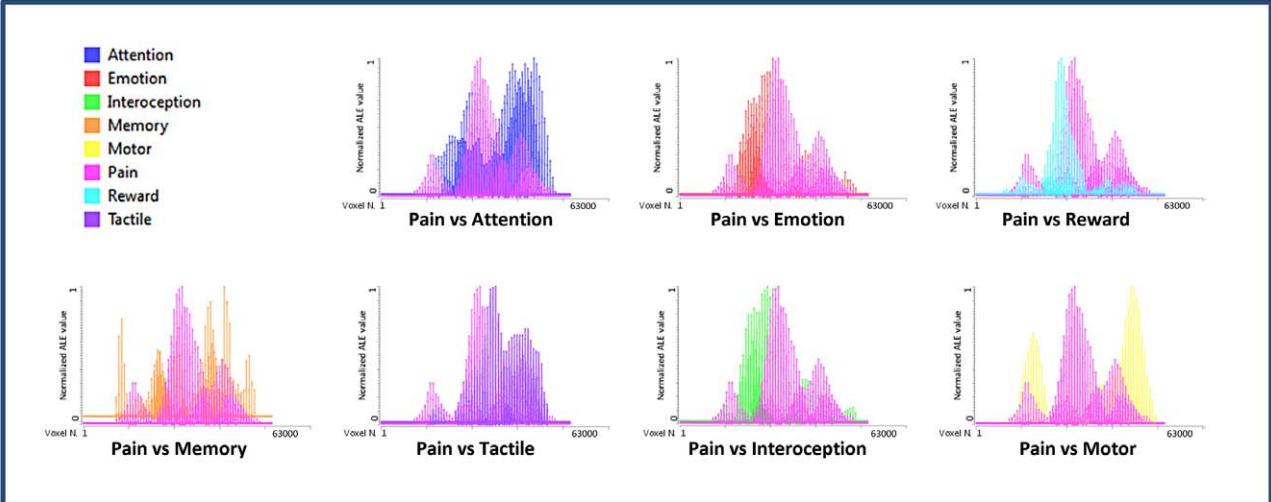 Attention
Emotion
Interoception
Memory
Motor
Pain
Reward
Tactile
Normalized ALE value
1
0
Voxel N. 1
63000
Pain vs Attention
Normalized ALE value
1
0
Voxel N. 1
63000
Pain vs Emotion
Normalized ALE value
1
0
Voxel N. 1
63000
Pain vs Reward
Normalized ALE value
1
0
Voxel N. 1
63000
Pain vs Memory
Normalized ALE value
1
0
Voxel N. 1
63000
Pain vs Tactile
Normalized ALE value
1
0
Voxel N. 1
63000
Pain vs Interoception
Normalized ALE value
1
0
Voxel N. 1
63000
Pain vs Motor